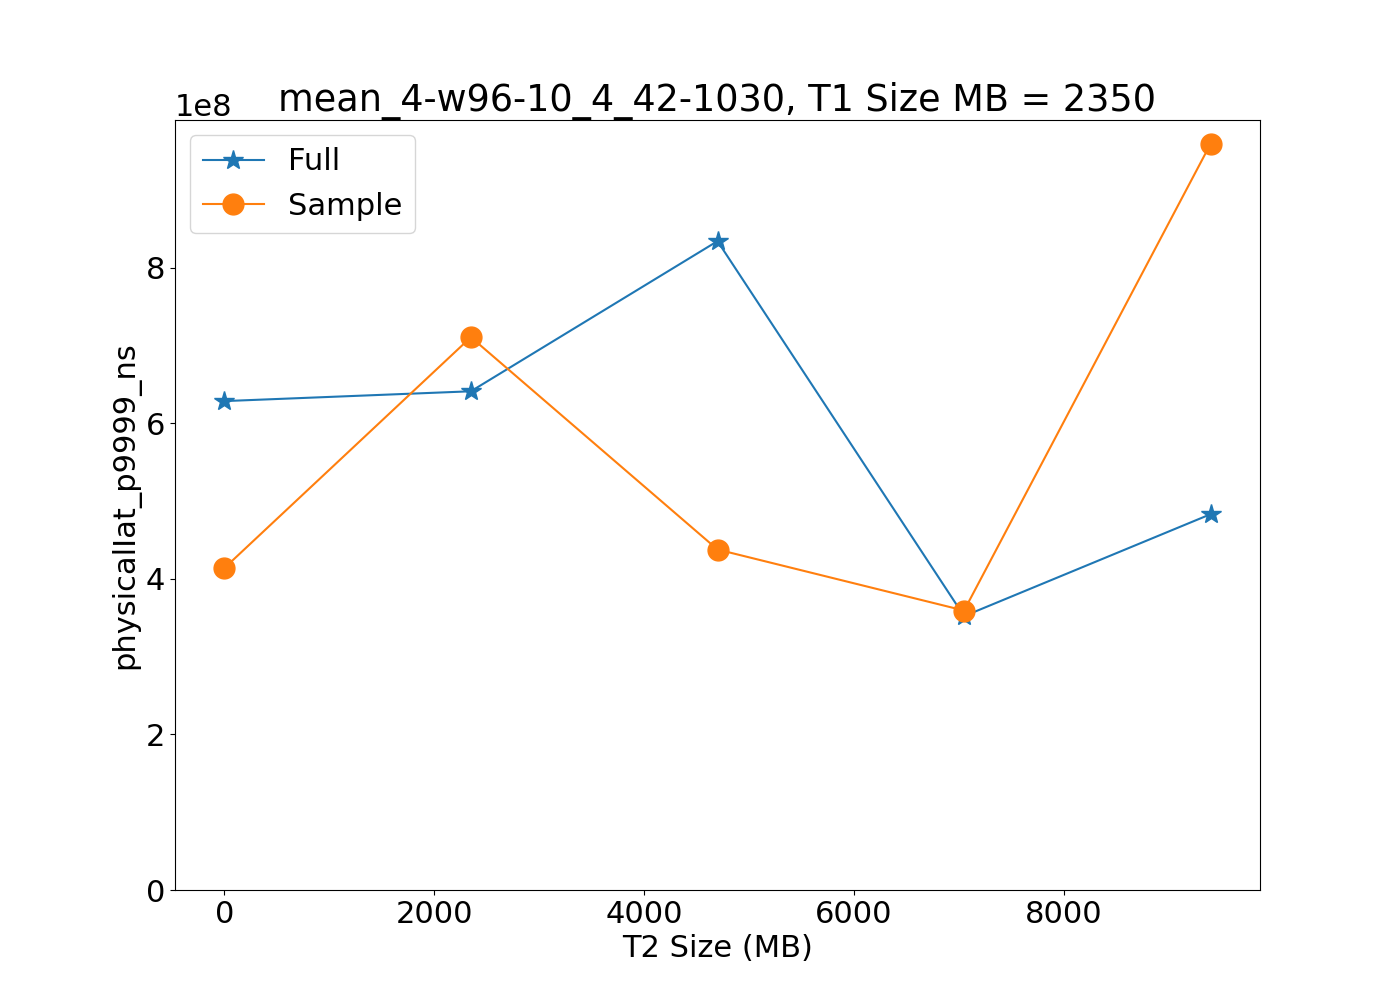 mean_4-w96-10_4_42-1030, T1 Size MB = 2350
1e8
Full
Sample
8
6
4
2
0
physicallat_p9999_ns
0 2000 4000 6000 8000
T2 Size (MB)